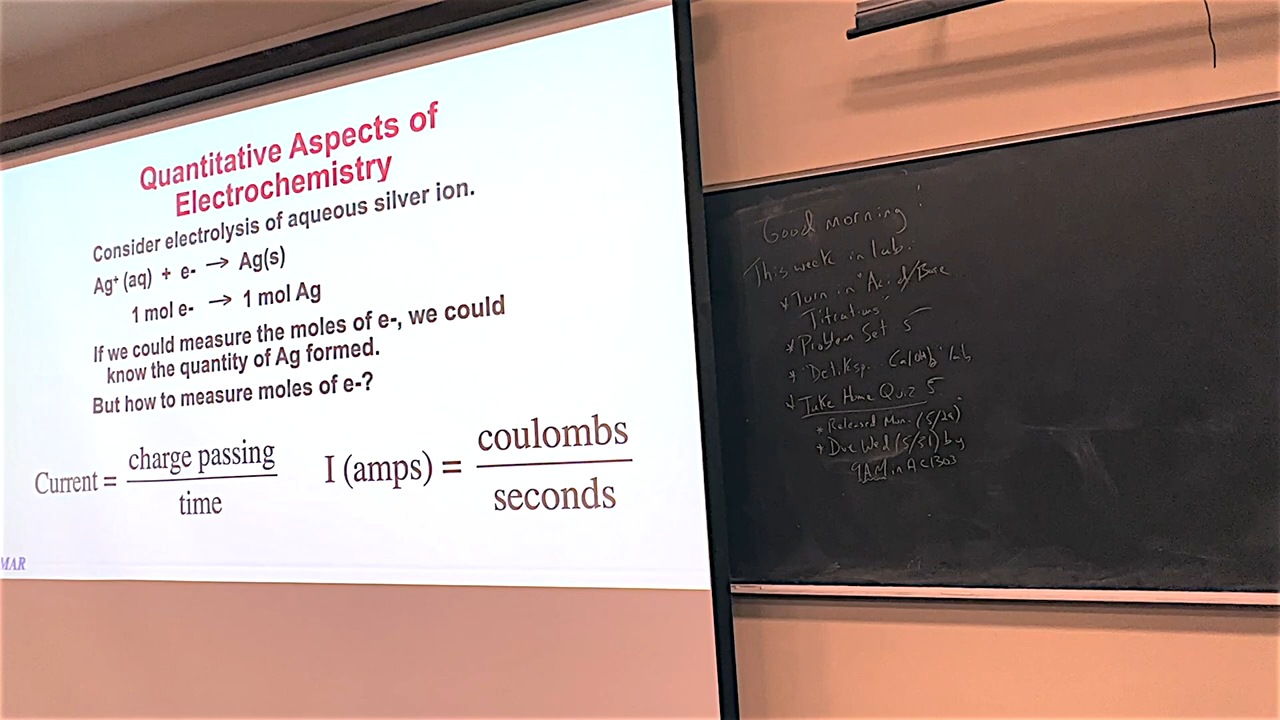 Quantitative Aspects of
Electrochemistry
Consider electrolysis of aqueous silver ion.
Ag⁺ (aq) + e- → Ag(s)
1 mol e- → 1 mol Ag
If we could measure the moles of e-, we could
know the quantity of Ag formed.
But how to measure moles of e-?
Current = charge passing / time
I (amps) = coulombs / seconds
MAR
Good morning!
This week in lab:
* Turn in "Acid/Base
Titrations"
* Problem Set 5
* "Det. Ksp Ca(OH)₂" lab
* Take Home Quiz 5
* Released Mon. (5/29)
* Due Wed (5/31) by
9AM in AC1303